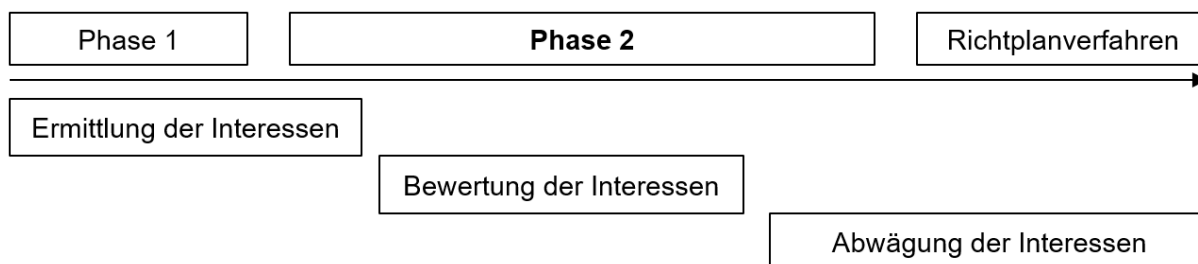 Phase 1
Phase 2
Richtplanverfahren
Ermittlung der Interessen
Bewertung der Interessen
Abwägung der Interessen